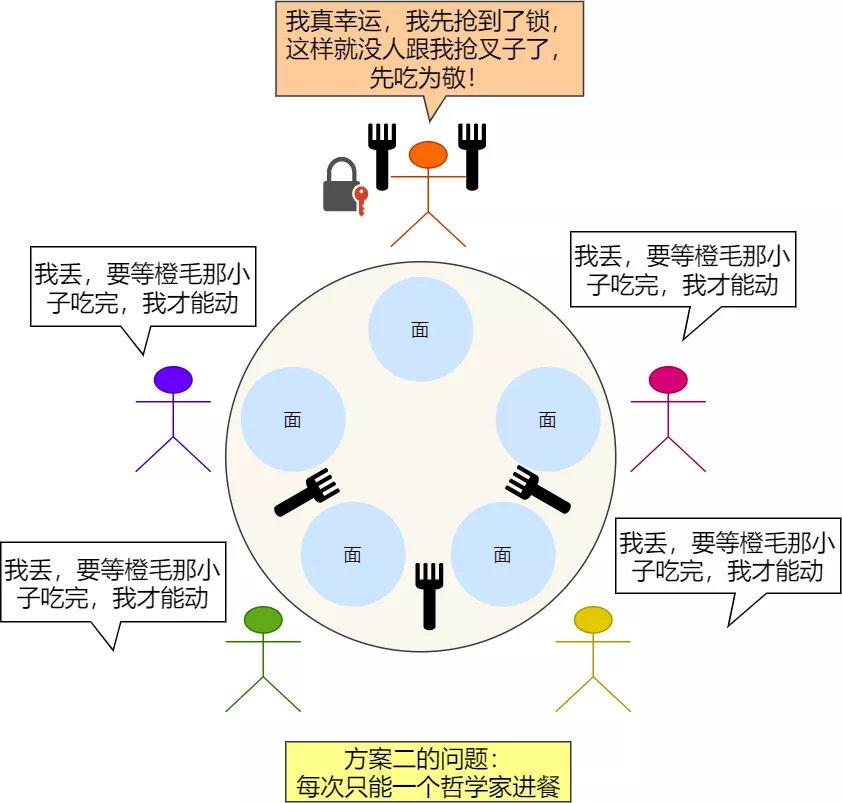 我真幸运，我先抢到了锁，
这样就没人跟我抢叉子了，
先吃为敬！
我丢，要等橙毛那小
子吃完，我才能动
我丢，要等橙毛那小
子吃完，我才能动
面
面
面
面
面
我丢，要等橙毛那小
子吃完，我才能动
我丢，要等橙毛那小
子吃完，我才能动
方案二的问题：
每次只能一个哲学家进餐